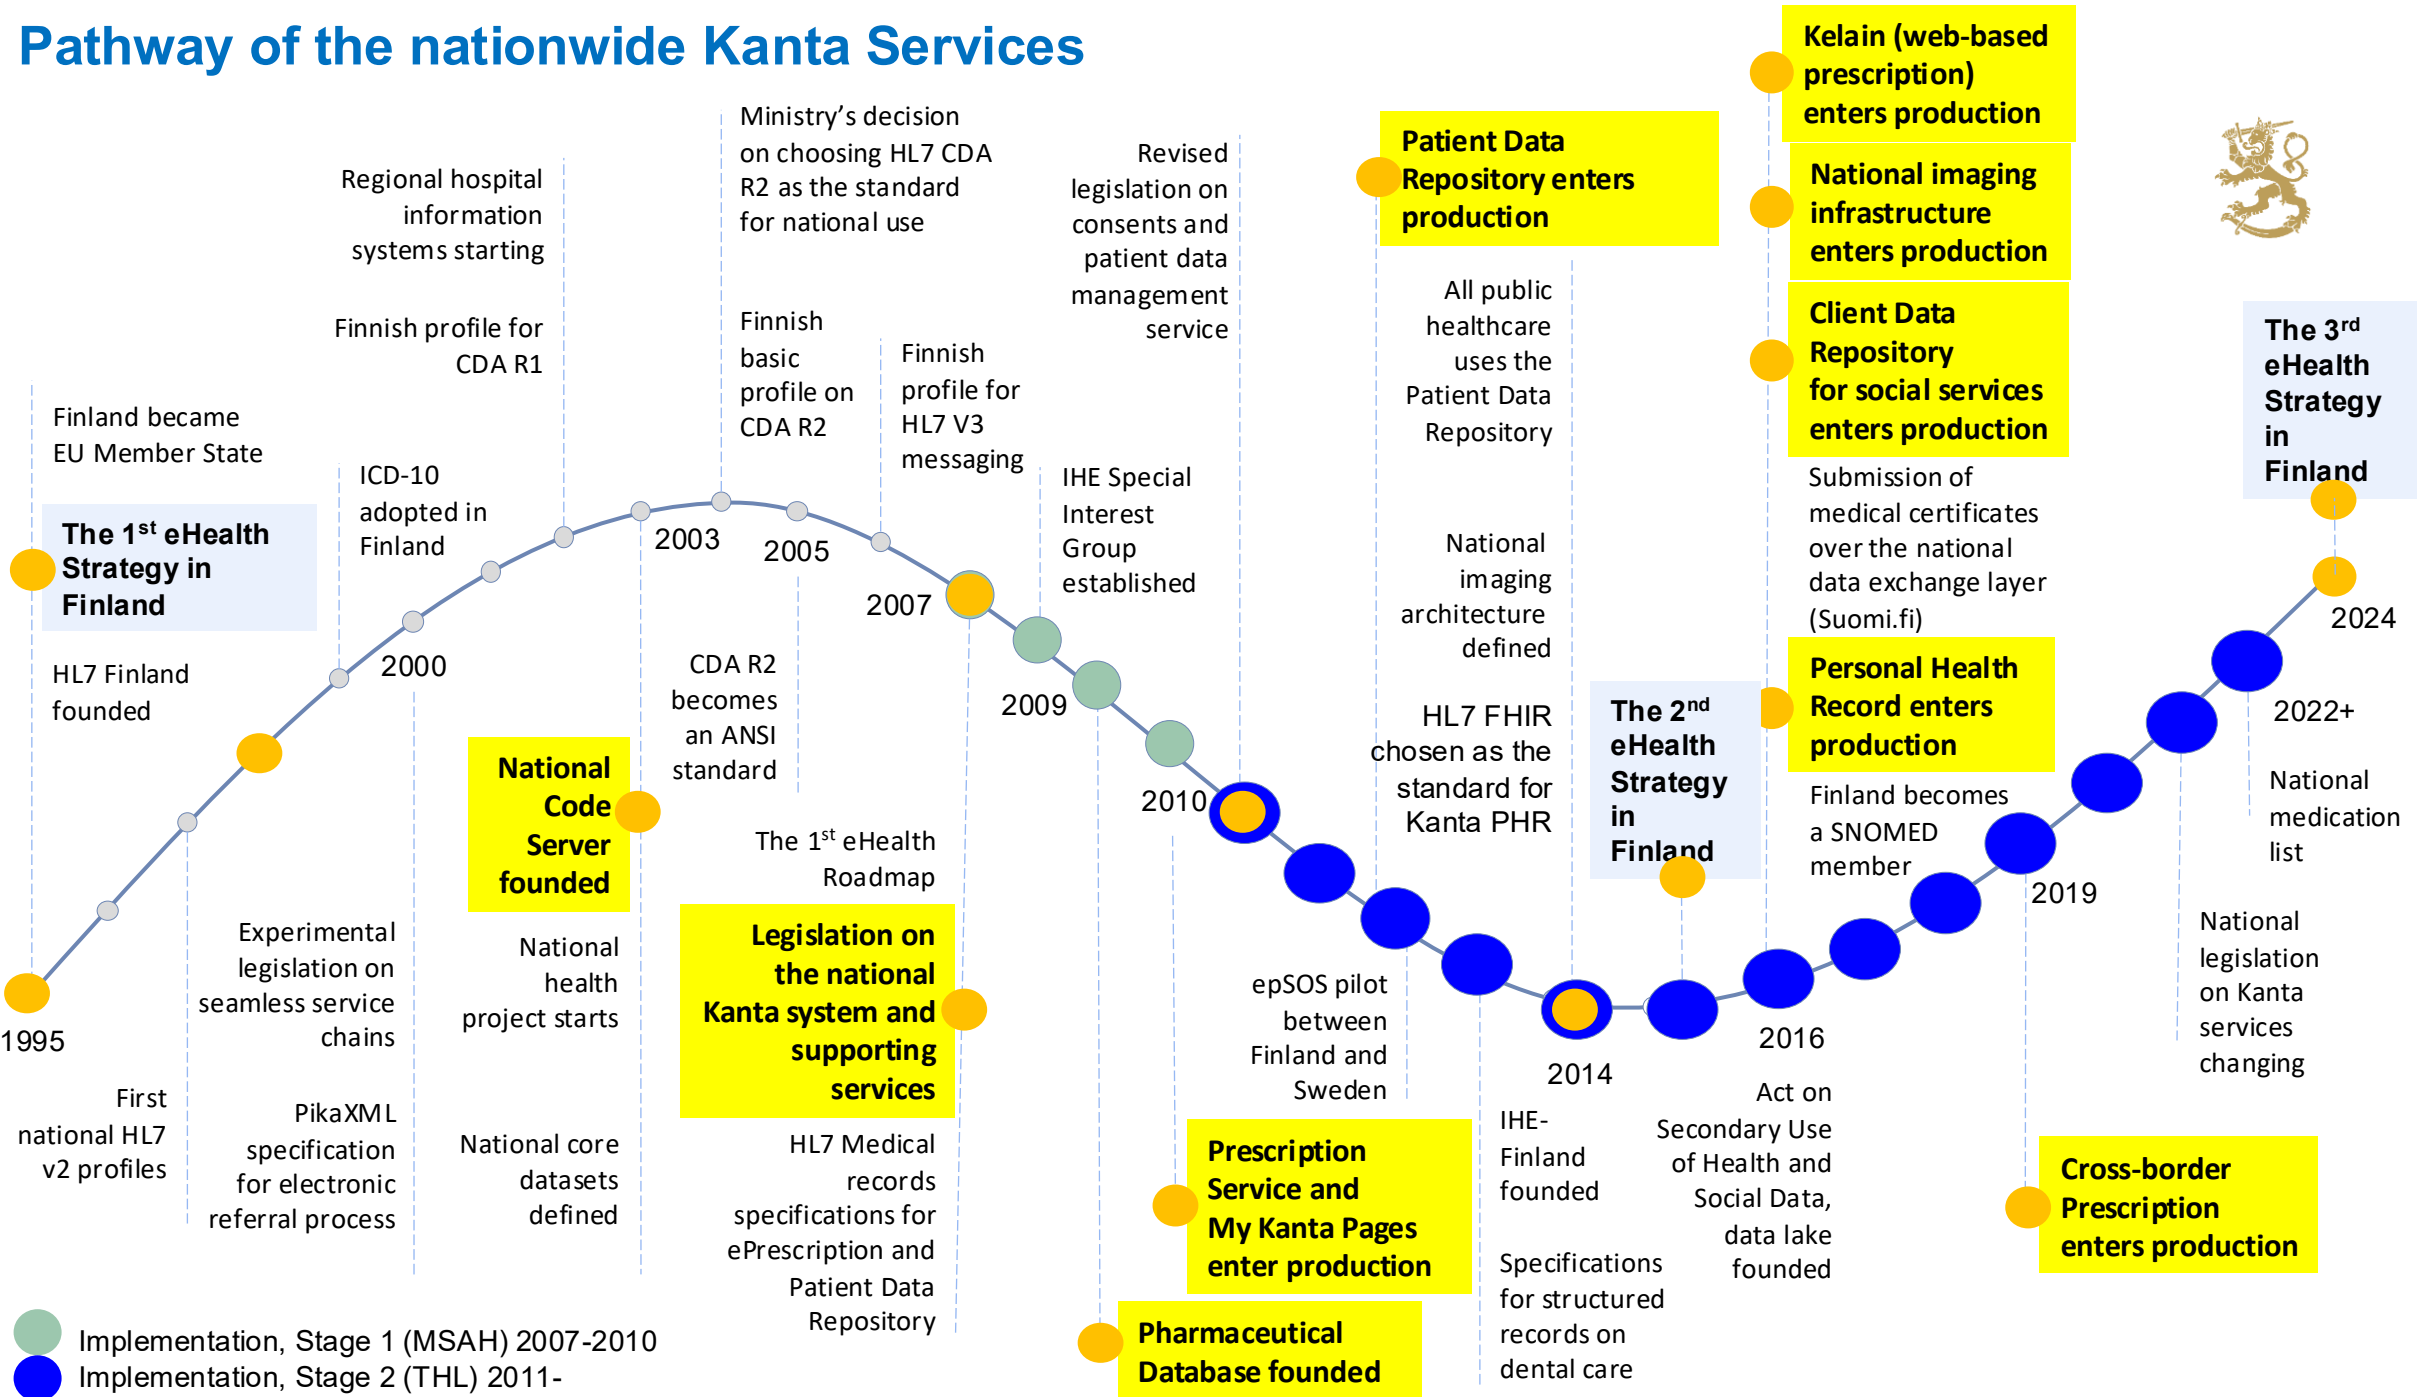 Pathway of the nationwide Kanta Services
Finland became
EU Member State
The 1st eHealth
Strategy in
Finland
HL7 Finland
founded
1995
First
national HL7
v2 profiles
ICD-10
adopted in
Finland
2000
Experimental
legislation on
seamless service
chains
PikaXML
specification
for electronic
referral process
Regional hospital
information
systems starting
Finnish profile for
CDA R1
2003
National
Code
Server
founded
National
health
project starts
National core
datasets
defined
Ministry's decision
on choosing HL7 CDA
R2 as the standard
for national use
Finnish
basic
profile on
CDA R2
2005
CDA R2
becomes
an ANSI
standard
Finnish
profile for
HL7 V3
messaging
2007
The 1st eHealth
Roadmap
Legislation on
the national
Kanta system and
supporting
services
HL7 Medical
records
specifications for
ePrescription and
Patient Data
Repository
IHE Special
Interest
Group
established
2009
Pharmaceutical
Database founded
2010
Prescription
Service and
My Kanta Pages
enter production
Revised
legislation on
consents and
patient data
management
service
Patient Data
Repository enters
production
epSOS pilot
between
Finland and
Sweden
IHE-
Finland
founded
Specifications
for structured
records on
dental care
All public
healthcare
uses the
Patient Data
Repository
National
imaging
architecture
defined
HL7 FHIR
chosen as the
standard for
Kanta PHR
2014
The 2nd
eHealth
Strategy
in
Finland
Kelain (web-based
prescription)
enters production
National imaging
infrastructure
enters production
Client Data
Repository
for social services
enters production
Submission of
medical certificates
over the national
data exchange layer
(Suomi.fi)
Personal Health
Record enters
production
Finland becomes
a SNOMED
member
2016
Act on
Secondary Use
of Health and
Social Data,
data lake
founded
2019
Cross-border
Prescription
enters production
National
legislation
on Kanta
services
changing
2022+
National
medication
list
The 3rd
eHealth
Strategy
in
Finland
2024
Implementation, Stage 1 (MSAH) 2007-2010
Implementation, Stage 2 (THL) 2011-